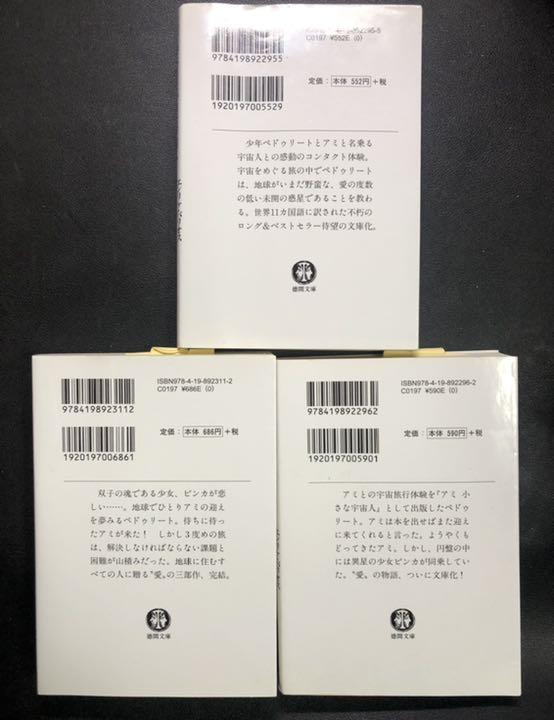 9784198922955
C0197 ¥552E (0)
定価：本体 552円＋税
1920197005529
少年ペドゥリートとアミと名乗る
宇宙人との感動のコンタクト体験。
宇宙をめぐる旅の中でペドゥリート
は、地球がいまだ野蛮な、愛の度数
の低い未開の惑星であることを教わ
る。世界11カ国語に訳された不朽の
ロング&ベストセラー待望の文庫化。
徳間文庫
ISBN978-4-19-892311-2
C0197 ¥686E (0)
9784198923112
定価：本体 686円＋税
1920197006861
双子の魂である少女、ビンカが恋
しい……。地球でひとりアミの迎え
を夢みるペドゥリート。待ちに待っ
たアミが来た！　しかし3度めの旅
は、解決しなければならない課題と
困難が山積みだった。地球に住むす
べての人に贈る〝愛〟の三部作、完結。
徳間文庫
ISBN978-4-19-892296-2
C0197 ¥590E (0)
9784198922962
定価：本体 590円＋税
1920197005901
アミとの宇宙旅行体験を『アミ 小
さな宇宙人』として出版したペドゥ
リート。アミは本を出せばまた迎え
に来てくれると言った。ようやくも
どってきたアミ。しかし、円盤の中
には異星の少女ビンカが同乗してい
た。〝愛〟の物語、ついに文庫化！
徳間文庫